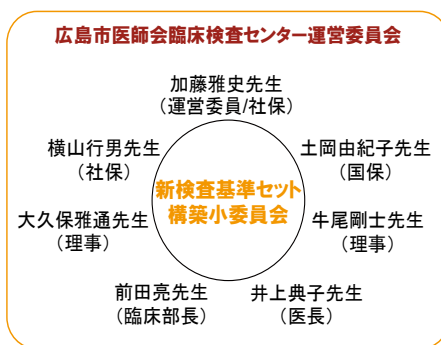 広島市医師会臨床検査センター運営委員会
加藤雅史先生
（運営委員/社保）
横山行男先生
（社保）
土岡由紀子先生
（国保）
新検査基準セット
構築小委員会
大久保雅通先生
（理事）
牛尾剛士先生
（理事）
前田亮先生
（臨床部長）
井上典子先生
（医長）